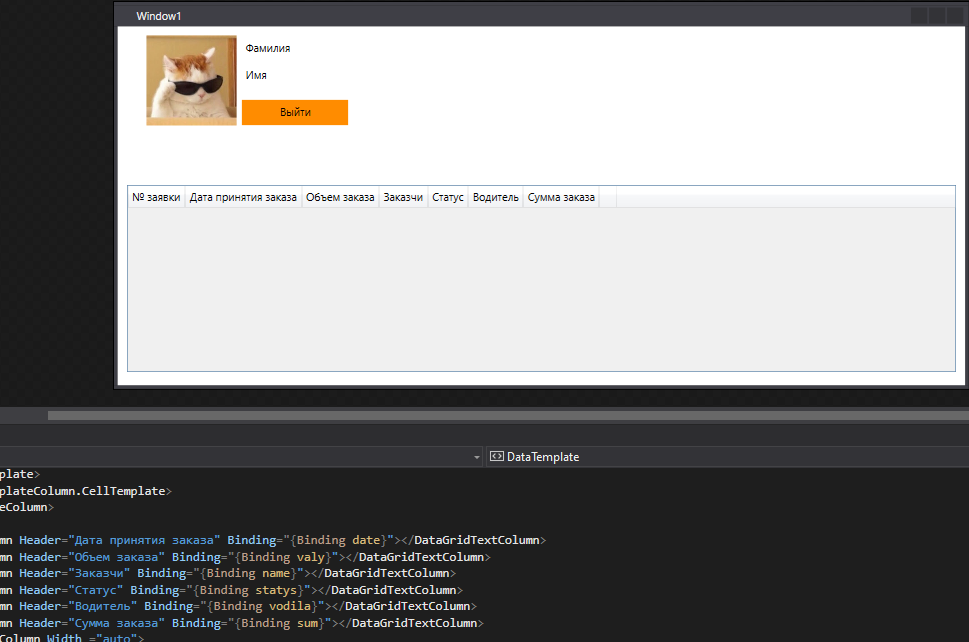 Window1
Фамилия
Имя
Выйти
№ заявки Дата принятия заказа Объем заказа Заказчи Статус Водитель Сумма заказа
DataTemplate
plate>
plateColumn.CellTemplate>
eColumn>
mn Header="Дата принятия заказа" Binding="{Binding date}"></DataGridTextColumn>
mn Header="Объем заказа" Binding="{Binding valy}"></DataGridTextColumn>
mn Header="Заказчи" Binding="{Binding name}"></DataGridTextColumn>
mn Header="Статус" Binding="{Binding statys}"></DataGridTextColumn>
mn Header="Водитель" Binding="{Binding vodila}"></DataGridTextColumn>
mn Header="Сумма заказа" Binding="{Binding sum}"></DataGridTextColumn>
Column Width ="auto">